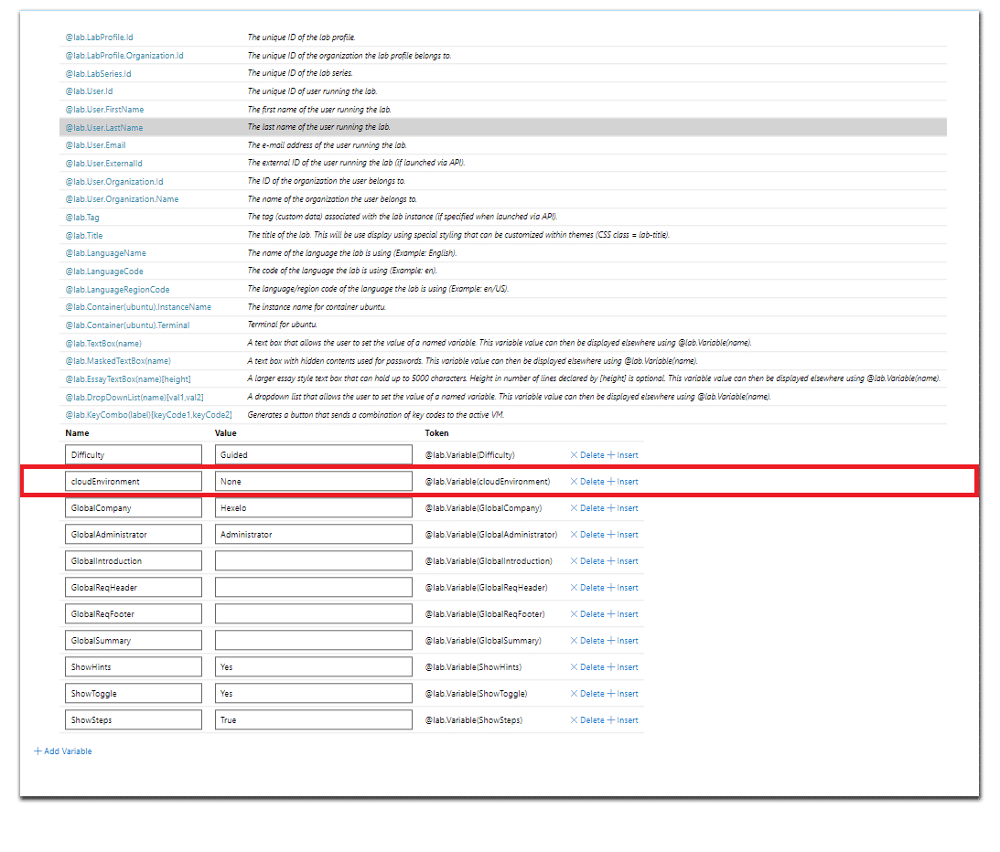 @lab.LabProfile.Id The unique ID of the lab profile.
@lab.LabProfile.Organization.Id The unique ID of the organization the lab profile belongs to.
@lab.LabSeries.Id The unique ID of the lab series.
@lab.User.Id The unique ID of user running the lab.
@lab.User.FirstName The first name of the user running the lab.
@lab.User.LastName The last name of the user running the lab.
@lab.User.Email The e-mail address of the user running the lab.
@lab.User.ExternalId The external ID of the user running the lab (if launched via API).
@lab.User.Organization.Id The ID of the organization the user belongs to.
@lab.User.Organization.Name The name of the organization the user belongs to.
@lab.Tag The tag (custom data) associated with the lab instance (if specified when launched via API).
@lab.Title The title of the lab. This will be use display using special styling that can be customized within themes (CSS class = lab-title).
@lab.LanguageName The name of the language the lab is using (Example: English).
@lab.LanguageCode The code of the language the lab is using (Example: en).
@lab.LanguageRegionCode The language/region code of the language the lab is using (Example: en/US).
@lab.Container(ubuntu).InstanceName The instance name for container ubuntu.
@lab.Container(ubuntu).Terminal Terminal for ubuntu.
@lab.TextBox(name) A text box that allows the user to set the value of a named variable. This variable value can then be displayed elsewhere using @lab.Variable(name).
@lab.MaskedTextBox(name) A text box with hidden contents used for passwords. This variable value can then be displayed elsewhere using @lab.Variable(name).
@lab.EssayTextBox(name)[height] A larger essay style text box that can hold up to 5000 characters. Height in number of lines declared by [height] is optional. This variable value can then be displayed elsewhere using @lab.Variable(name).
@lab.DropDownList(name)[val1,val2] A dropdown list that allows the user to set the value of a named variable. This variable value can then be displayed elsewhere using @lab.Variable(name).
@lab.KeyCombo(label)[keyCode1,keyCode2] Generates a button that sends a combination of key codes to the active VM.
Name Value Token
Difficulty Guided @lab.Variable(Difficulty) Delete Insert
cloudEnvironment None @lab.Variable(cloudEnvironment) Delete Insert
GlobalCompany Hexelo @lab.Variable(GlobalCompany) Delete Insert
GlobalAdministrator Administrator @lab.Variable(GlobalAdministrator) Delete Insert
GlobalIntroduction @lab.Variable(GlobalIntroduction) Delete Insert
GlobalReqHeader @lab.Variable(GlobalReqHeader) Delete Insert
GlobalReqFooter @lab.Variable(GlobalReqFooter) Delete Insert
GlobalSummary @lab.Variable(GlobalSummary) Delete Insert
ShowHints Yes @lab.Variable(ShowHints) Delete Insert
ShowToggle Yes @lab.Variable(ShowToggle) Delete Insert
ShowSteps True @lab.Variable(ShowSteps) Delete Insert
Add Variable